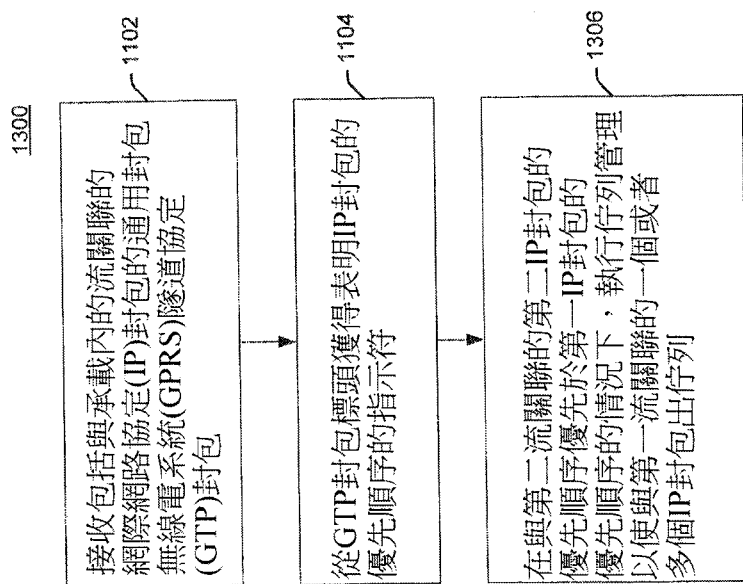 1300
1102
接收包括與承載內的流關聯的
網際網路協定(IP)封包的通用封包
無線電系統(GPRS)隧道協定
(GTP)封包
1104
從GTP封包標頭獲得表明IP封包的
優先順序的指示符
1306
在與第二流關聯的第二IP封包的
優先順序優先於第一IP封包的
優先順序的情況下，執行佇列管理
以使與第一流關聯的一個或者
多個IP封包出佇列